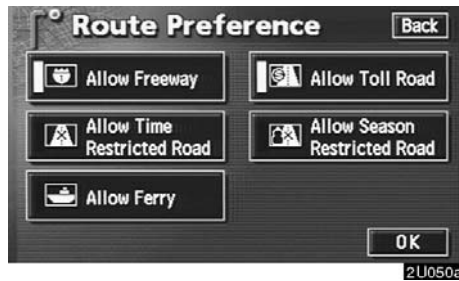 Route Preference
Back
Allow Freeway
Allow Toll Road
Allow Time
Restricted Road
Allow Season
Restricted Road
Allow Ferry
OK
2U050a